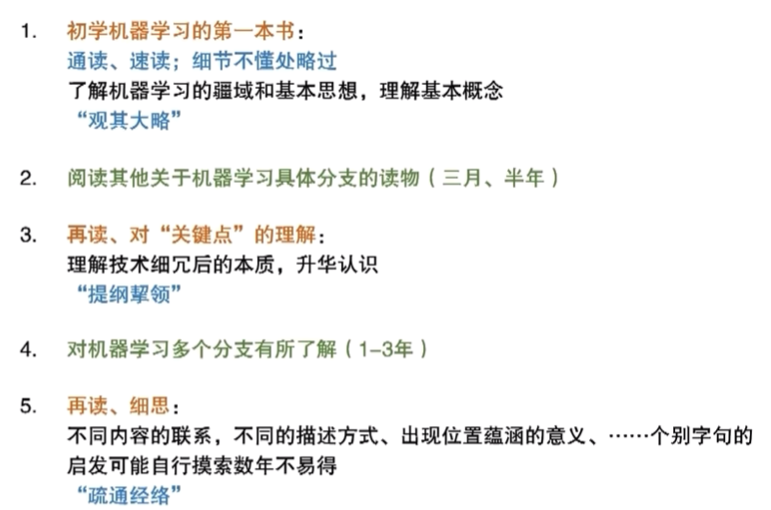 1. 初学机器学习的第一本书：
通读、速读；细节不懂处略过
了解机器学习的疆域和基本思想，理解基本概念
“观其大略”
2. 阅读其他关于机器学习具体分支的读物（三月、半年）
3. 再读、对“关键点”的理解：
理解技术细冗后的本质，升华认识
“提纲挈领”
4. 对机器学习多个分支有所了解（1-3年）
5. 再读、细思：
不同内容的联系，不同的描述方式、出现位置蕴涵的意义、……个别字句的
启发可能自行摸索数年不易得
“疏通经络”